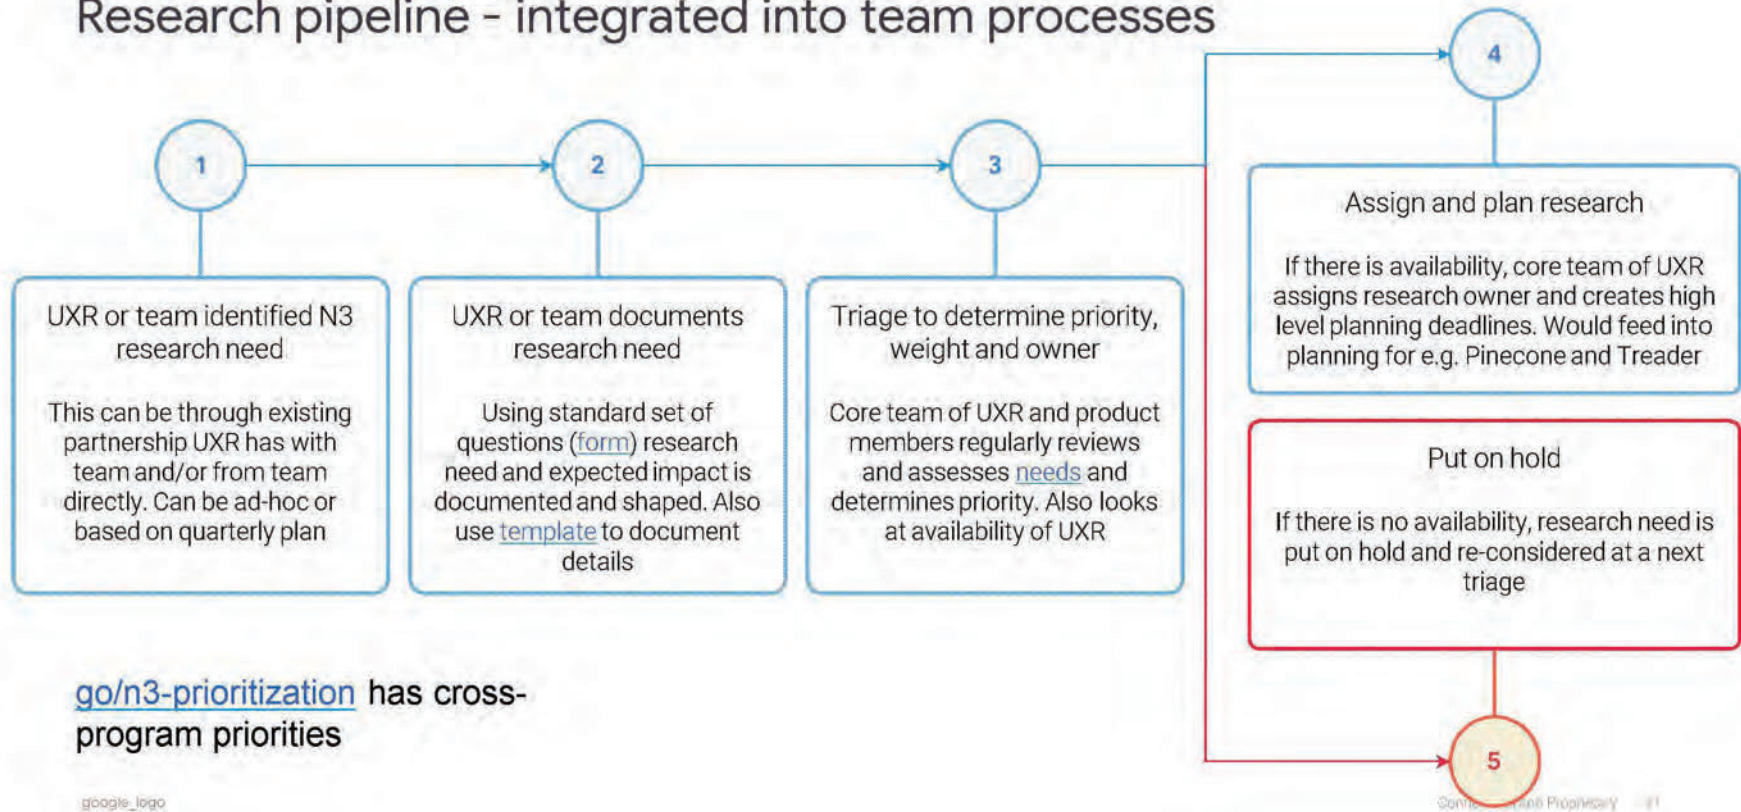 Research pipeline - integrated into team processes
1
2
3
4
UXR or team identified N3
research need
This can be through existing
partnership UXR has with
team and/or from team
directly. Can be ad-hoc or
based on quarterly plan
UXR or team documents
research need
Using standard set of
questions (form) research
need and expected impact is
documented and shaped. Also
use template to document
details
Triage to determine priority,
weight and owner
Core team of UXR and product
members regularly reviews
and assesses needs and
determines priority. Also looks
at availability of UXR
Assign and plan research
If there is availability, core team of UXR
assigns research owner and creates high
level planning deadlines. Would feed into
planning for e.g. Pinecone and Treader
Put on hold
If there is no availability, research need is
put on hold and re-considered at a next
triage
5
go/n3-prioritization has cross-
program priorities
google_logo
Proprietary